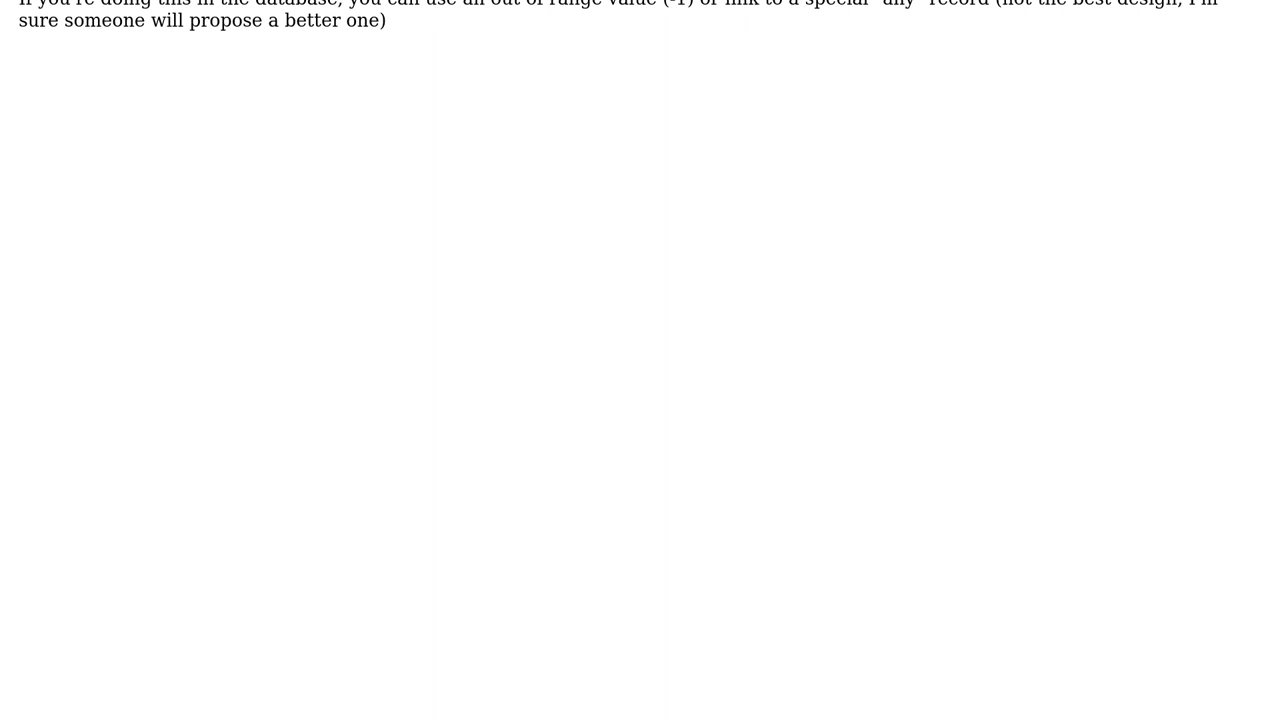 If you're doing this in the database, you can use an out of range value (-1) or link to a special "any" record (not the best design, I'm
sure someone will propose a better one)